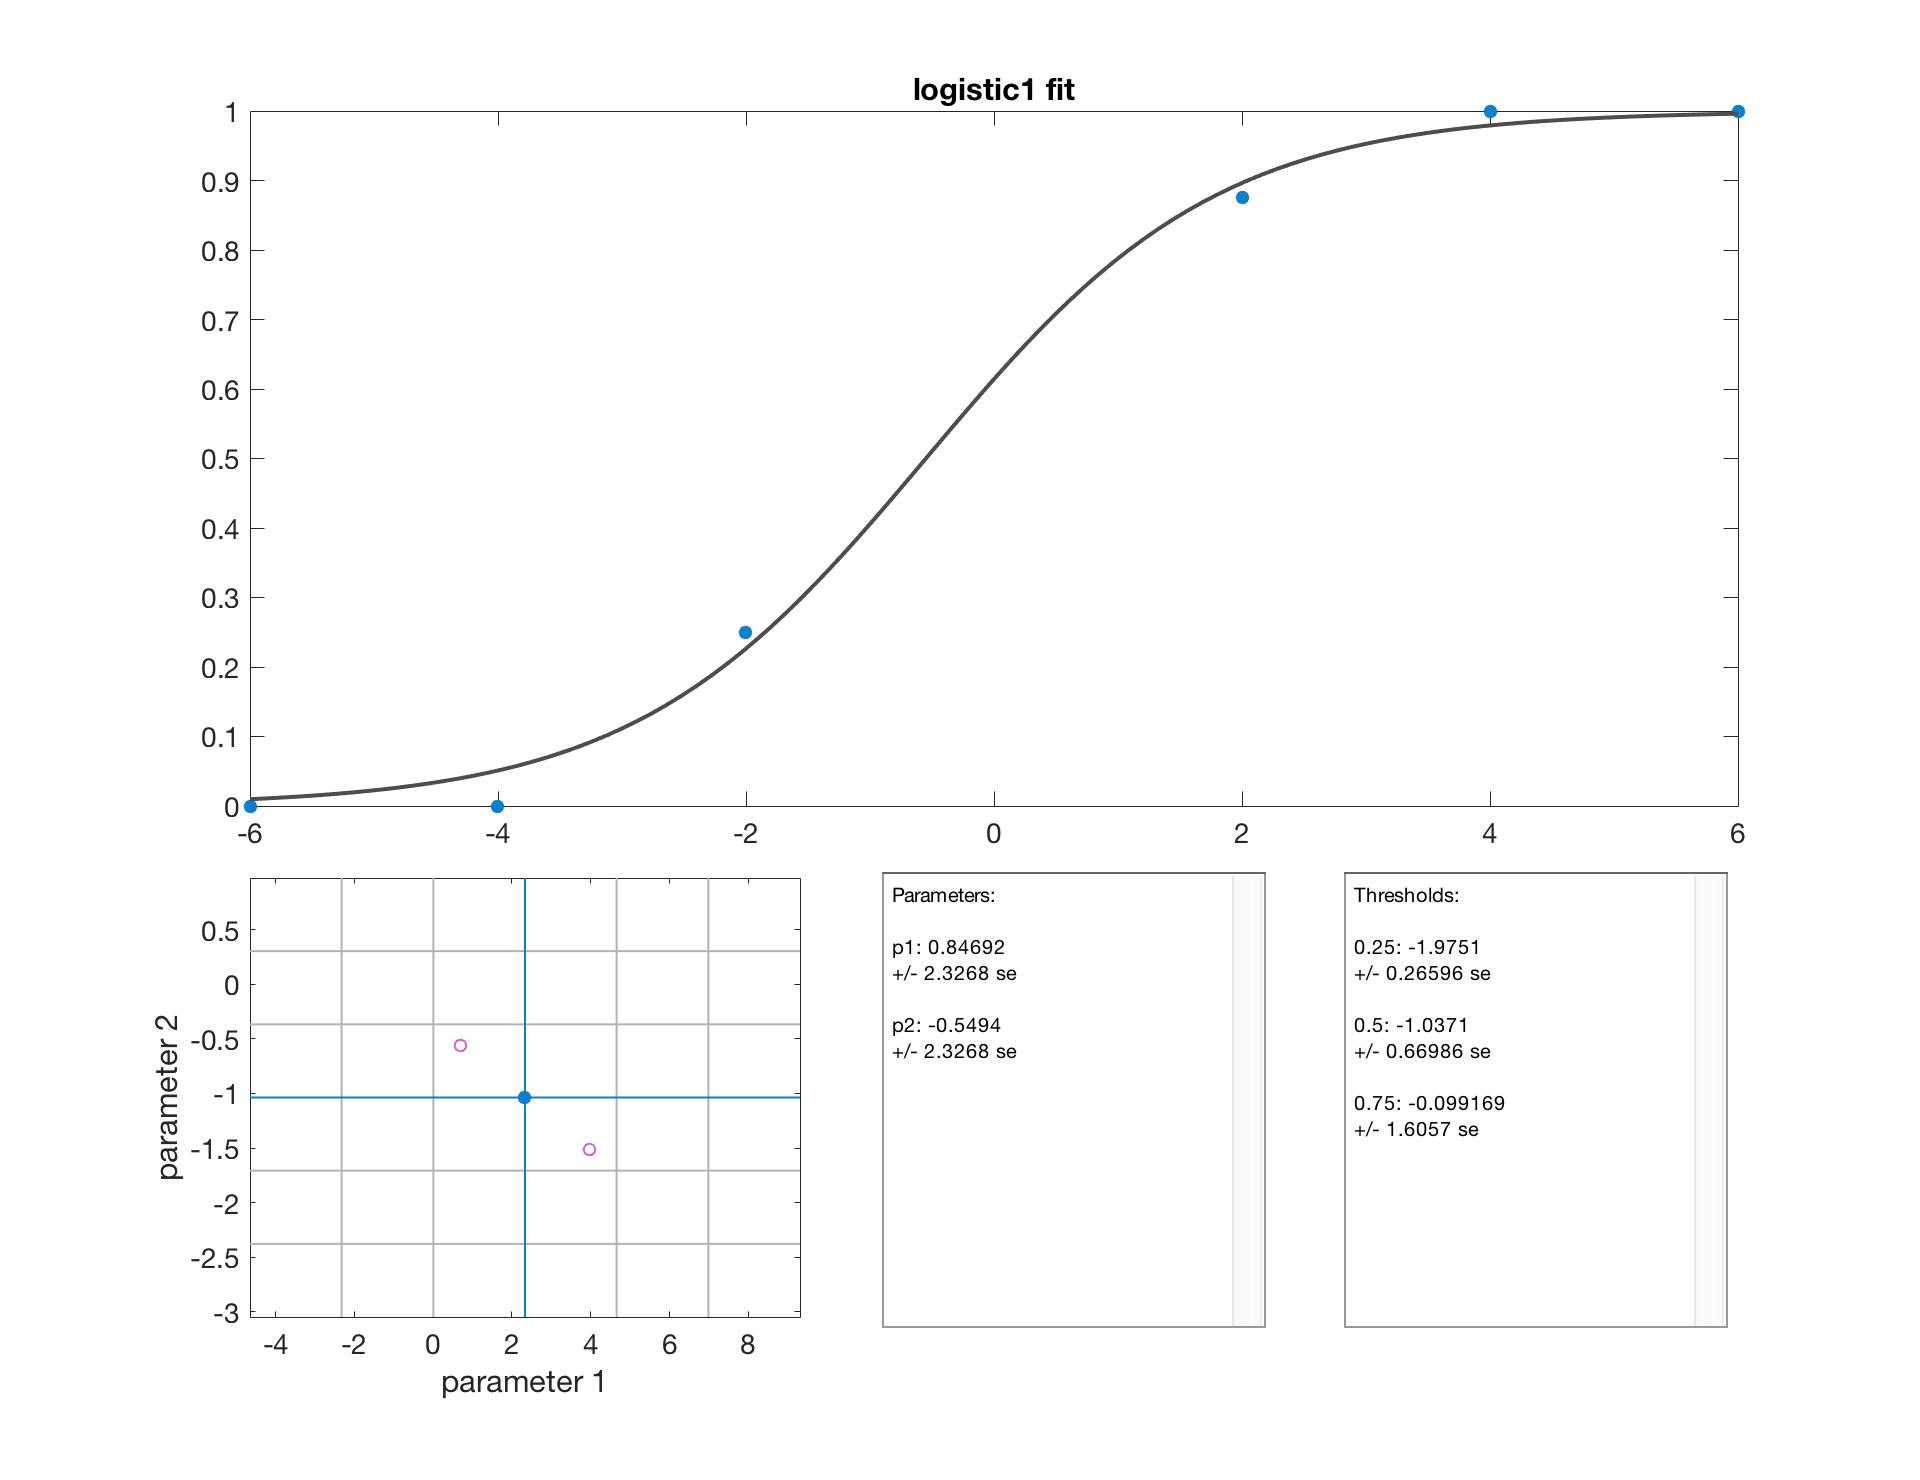 logistic1 fit
1
0.9
0.8
0.7
0.6
0.5
0.4
0.3
0.2
0.1
0
-6 -4 -2 0 2 4 6
0.5
0
-0.5
-1
-1.5
-2
-2.5
-3
parameter 2
-4 -2 0 2 4 6 8
parameter 1
Parameters:
p1: 0.84692
+/- 2.3268 se
p2: -0.5494
+/- 2.3268 se
Thresholds:
0.25: -1.9751
+/- 0.26596 se
0.5: -1.0371
+/- 0.66986 se
0.75: -0.099169
+/- 1.6057 se